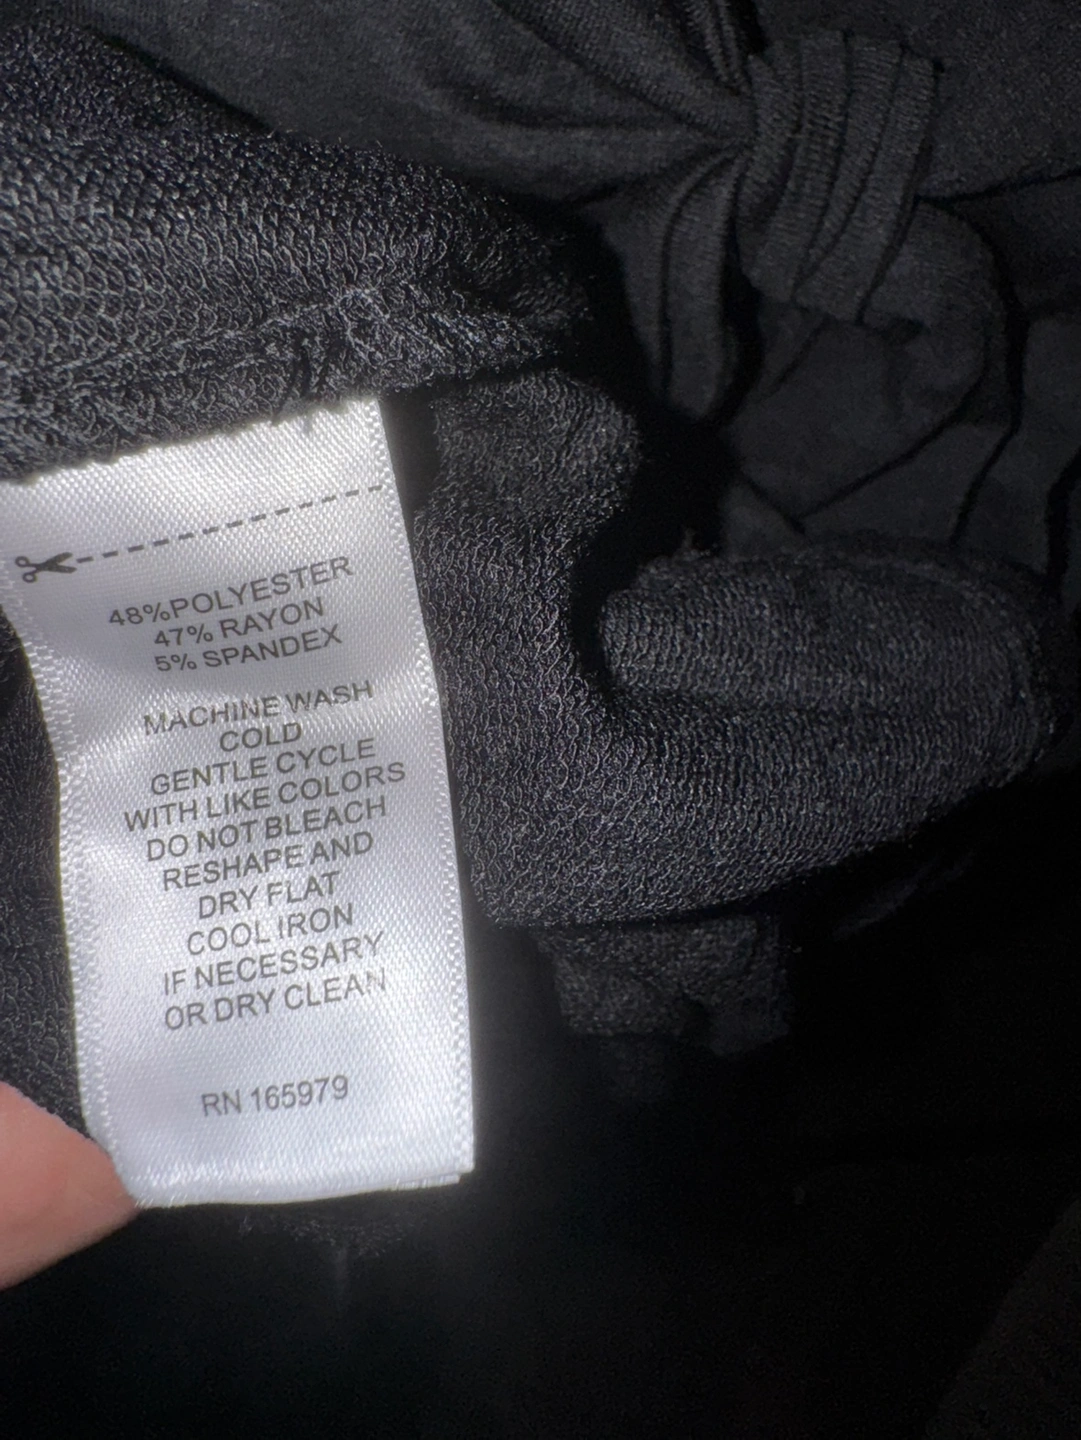 48%POLYESTER
47% RAYON
5% SPANDEX
MACHINE WASH
COLD
GENTLE CYCLE
WITH LIKE COLORS
DO NOT BLEACH
RESHAPE AND
DRY FLAT
COOL IRON
IF NECESSARY
OR DRY CLEAN
RN 165979